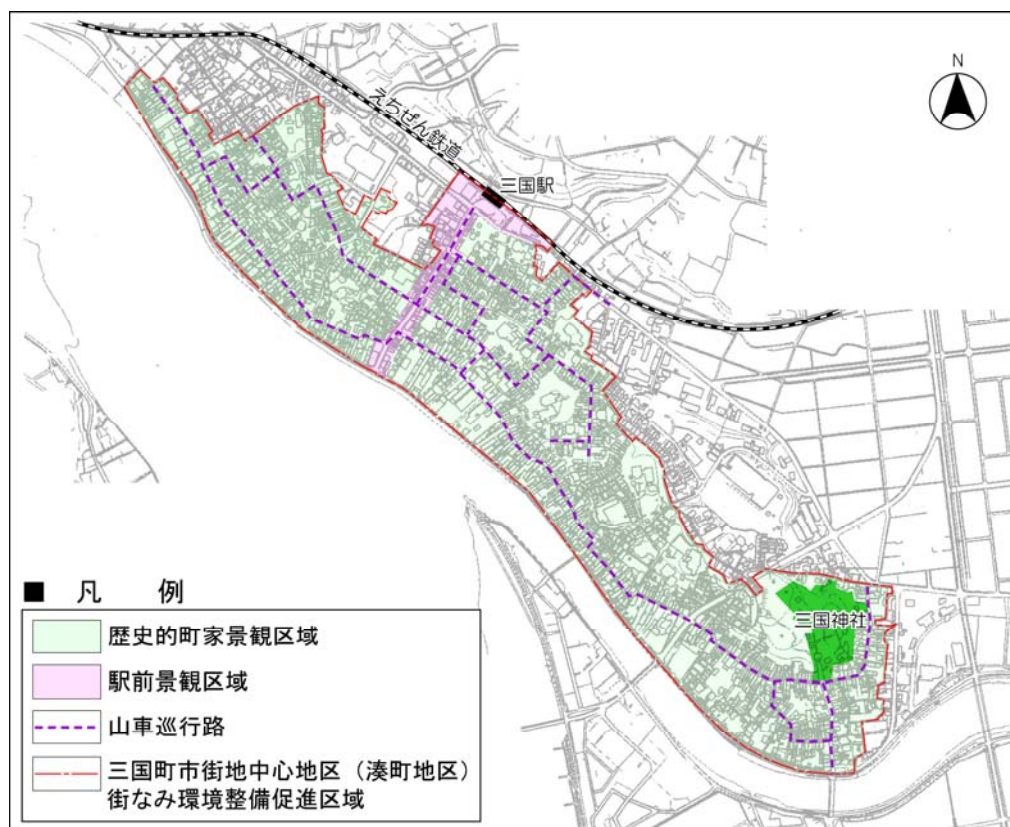 N
えちぜん鉄道
三国駅
三国神社
■ 凡 例
歴史的町家景観区域
駅前景観区域
山車巡行路
三国町市街地中心地区（湊町地区）
街なみ環境整備促進区域